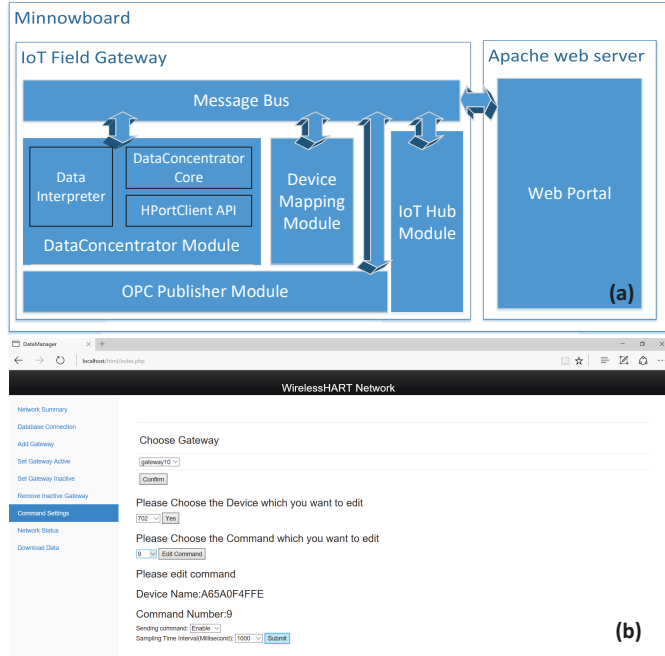 Minnowboard
IoT Field Gateway
Apache web server
Message Bus
Data
Interpreter
DataConcentrator
Core
HPortClient API
DataConcentrator Module
Device
Mapping
Module
IoT Hub
Module
OPC Publisher Module
Web Portal
(a)
DataManager
localhost/html/index.php
WirelessHART Network
Network Summary
Database Connection
Add Gateway
Set Gateway Active
Set Gateway Inactive
Remove Inactive Gateway
Command Settings
Network Status
Download Data
Choose Gateway
gateway10
Confirm
Please Choose the Device which you want to edit
702 Yes
Please Choose the Command which you want to edit
9 Edit Command
Please edit command
Device Name:A65A0F4FFE
Command Number:9
Sending command: Enable
Sampling Time Interval(Millisecond): 1000 Submit
(b)